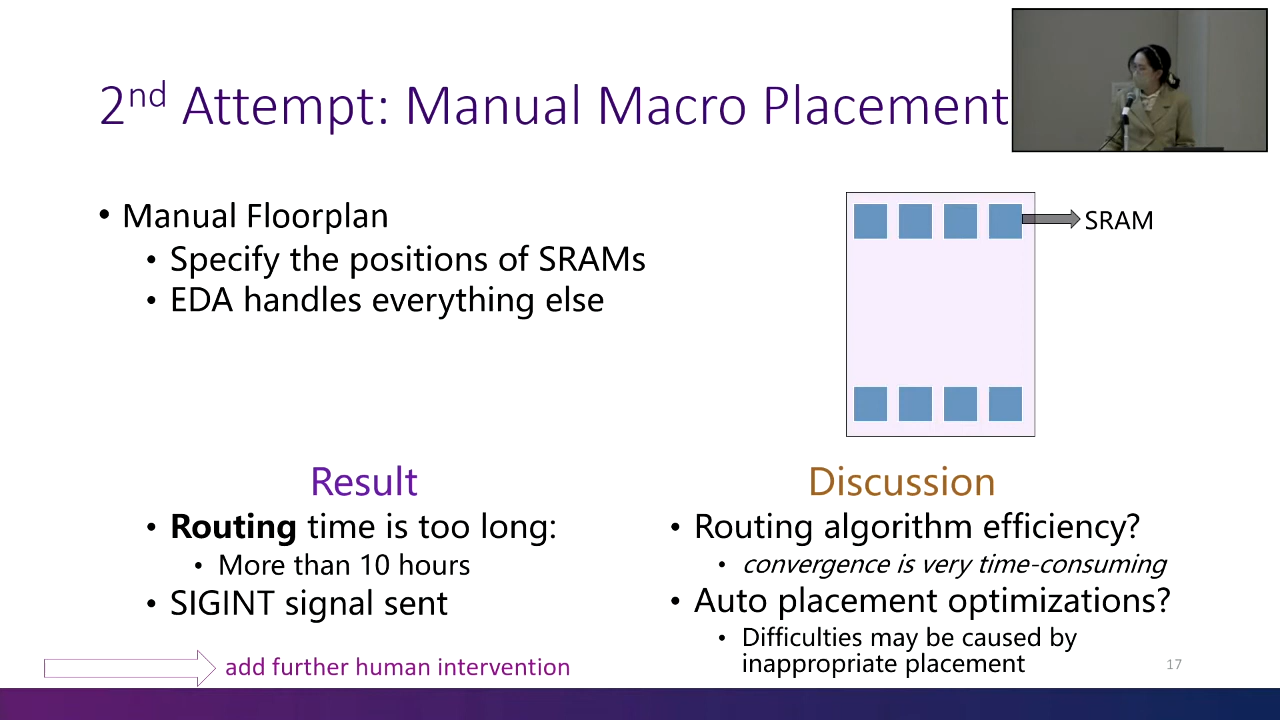 2nd Attempt: Manual Macro Placement
• Manual Floorplan
• Specify the positions of SRAMs
• EDA handles everything else
SRAM
Result
• Routing time is too long:
• More than 10 hours
• SIGINT signal sent
add further human intervention
Discussion
• Routing algorithm efficiency?
• convergence is very time-consuming
• Auto placement optimizations?
• Difficulties may be caused by
inappropriate placement
17